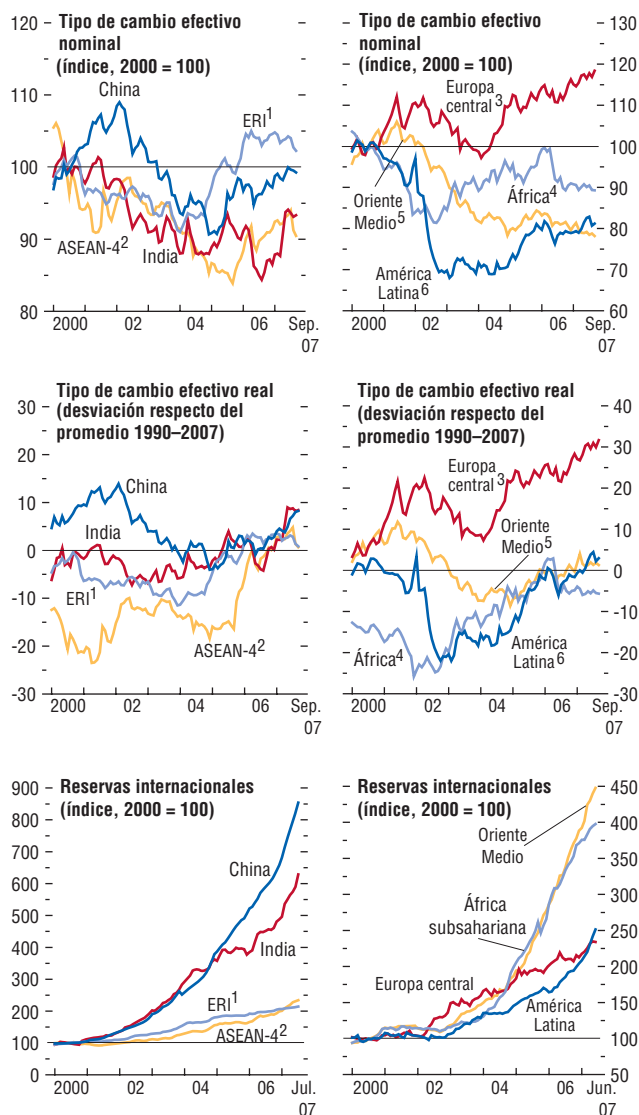 Tipo de cambio efectivo
nominal
(índice, 2000 = 100)
120
110
100
90
80
China
ERI1
ASEAN-42
India
2000 02 04 06 Sep.
07
Tipo de cambio efectivo
nominal
(índice, 2000 = 100)
130
120
110
100
90
80
70
60
Europa
central3
Oriente
Medio5
África4
América
Latina6
2000 02 04 06 Sep.
07
Tipo de cambio efectivo real
(desviación respecto del
promedio 1990–2007)
30
20
10
0
-10
-20
-30
China
India
ERI1
ASEAN-42
2000 02 04 06 Sep.
07
Tipo de cambio efectivo real
(desviación respecto del
promedio 1990–2007)
40
30
20
10
0
-10
-20
-30
Europa
central3
Oriente
Medio5
África4
América
Latina6
2000 02 04 06 Sep.
07
Reservas internacionales
(índice, 2000 = 100)
900
800
700
600
500
400
300
200
100
0
China
India
ERI1
ASEAN-42
2000 02 04 06 Jul.
07
Reservas internacionales
(índice, 2000 = 100)
450
400
350
300
250
200
150
100
50
Oriente
Medio
África
subsahariana
Europa central
América
Latina
2000 02 04 06 Jun.
07